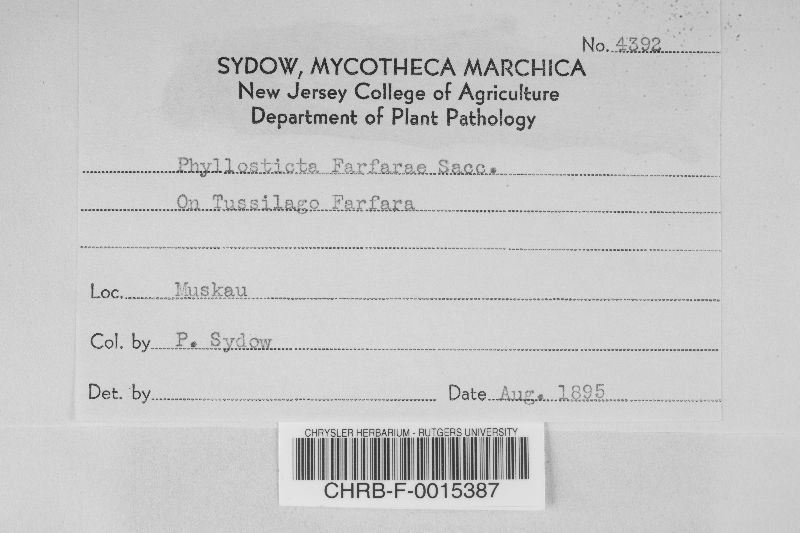 No. 4392
SYDOW, MYCOTHECA MARCHICA
New Jersey College of Agriculture
Department of Plant Pathology
Phyllosticta Farfarae Sacc.
On Tussilago Farfara
Loc. Muskau
Col. by P. Sydow
Det. by
Date Aug. 1895
CHRYSLER HERBARIUM - RUTGERS UNIVERSITY
CHRB-F-0015387